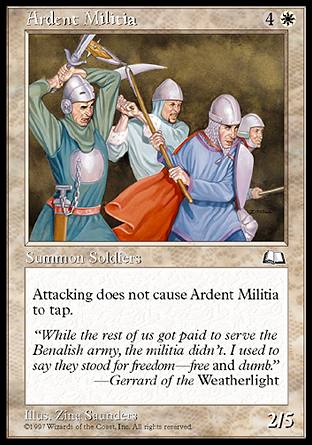 Ardent Militia 4
Summon Soldiers
Attacking does not cause Ardent Militia
to tap.
“While the rest of us got paid to serve the
Benalish army, the militia didn’t. I used to
say they stood for freedom—free and dumb.”
—Gerrard of the Weatherlight
Illus. Zina Saunders
©1997 Wizards of the Coast, Inc. All rights reserved.
2/5